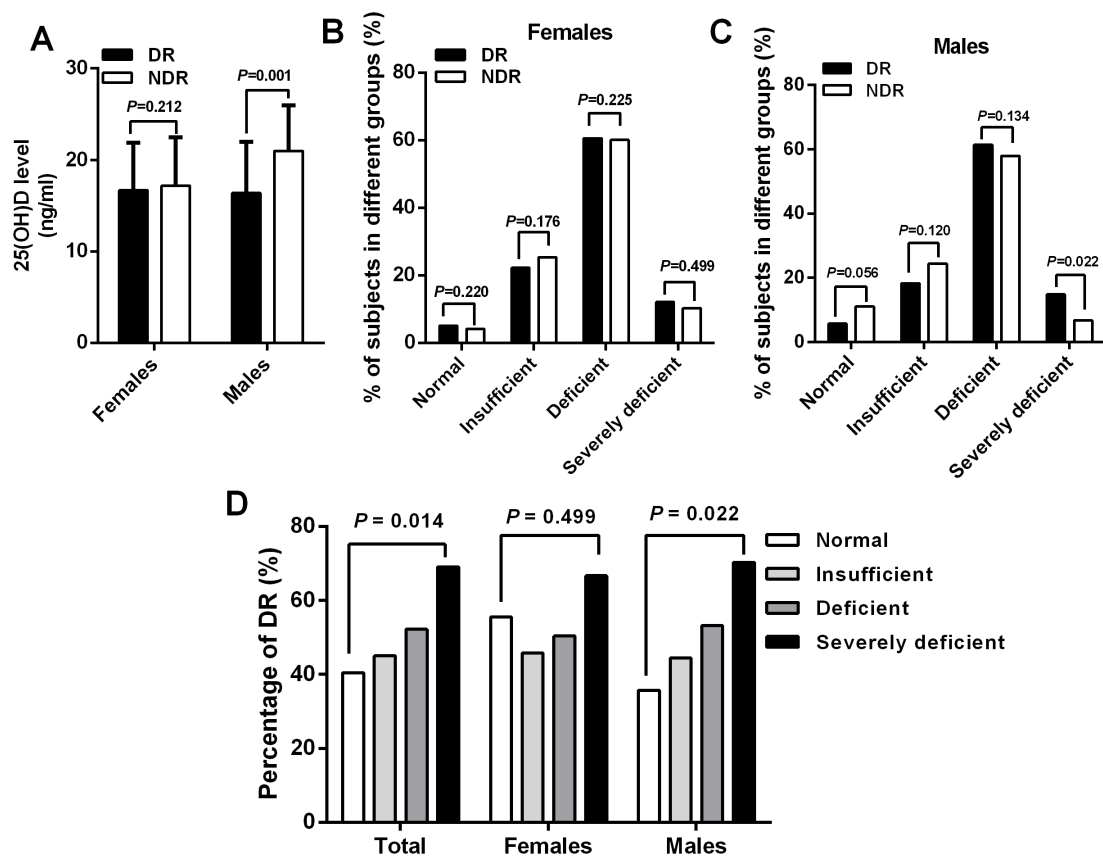 A
DR
NDR
25(OH)D level
(ng/ml)
30
20
10
0
P=0.212
P=0.001
Females
Males
B
Females
DR
NDR
% of subjects in different groups (%)
80
60
40
20
0
P=0.220
P=0.176
P=0.225
P=0.499
Normal
Insufficient
Deficient
Severely deficient
C
Males
DR
NDR
% of subjects in different groups (%)
80
60
40
20
0
P=0.056
P=0.120
P=0.134
P=0.022
Normal
Insufficient
Deficient
Severely deficient
D
Percentage of DR (%)
80
60
40
20
0
P = 0.014
P = 0.499
P = 0.022
Total
Females
Males
Normal
Insufficient
Deficient
Severely deficient